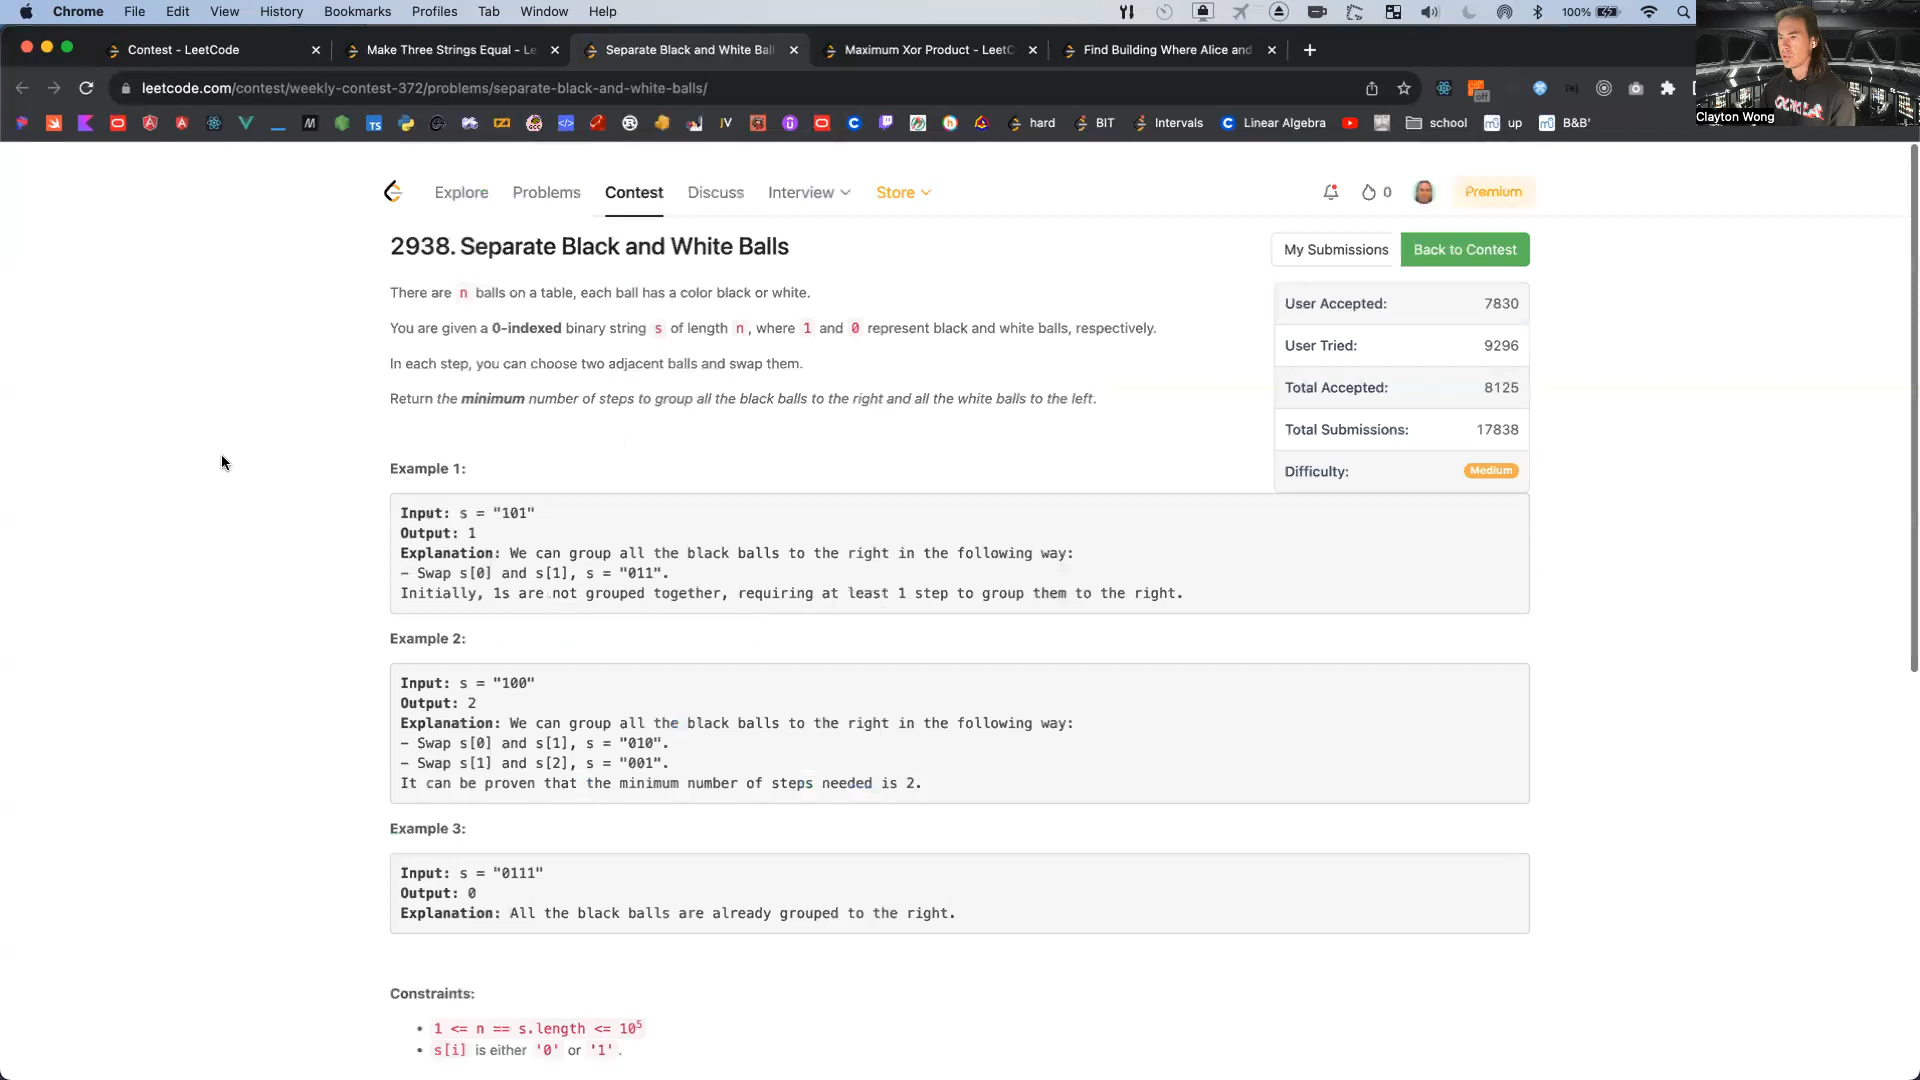 Chrome File Edit View History Bookmarks Profiles Tab Window Help 100%
Contest - LeetCode Make Three Strings Equal - Le Separate Black and White Ball Maximum Xor Product - LeetC Find Building Where Alice and
leetcode.com/contest/weekly-contest-372/problems/separate-black-and-white-balls/ off
Clayton Wong
TS IV hard BIT Intervals Linear Algebra school up B&B'
Explore Problems Contest Discuss Interview Store 0 Premium
2938. Separate Black and White Balls
My Submissions Back to Contest
There are n balls on a table, each ball has a color black or white.
You are given a 0-indexed binary string s of length n, where 1 and 0 represent black and white balls, respectively.
In each step, you can choose two adjacent balls and swap them.
Return the minimum number of steps to group all the black balls to the right and all the white balls to the left.
User Accepted: 7830
User Tried: 9296
Total Accepted: 8125
Total Submissions: 17838
Difficulty: Medium
Example 1:
Input: s = "101"
Output: 1
Explanation: We can group all the black balls to the right in the following way:
- Swap s[0] and s[1], s = "011".
Initially, 1s are not grouped together, requiring at least 1 step to group them to the right.
Example 2:
Input: s = "100"
Output: 2
Explanation: We can group all the black balls to the right in the following way:
- Swap s[0] and s[1], s = "010".
- Swap s[1] and s[2], s = "001".
It can be proven that the minimum number of steps needed is 2.
Example 3:
Input: s = "0111"
Output: 0
Explanation: All the black balls are already grouped to the right.
Constraints:
• 1 <= n == s.length <= 10⁵
• s[i] is either '0' or '1'.